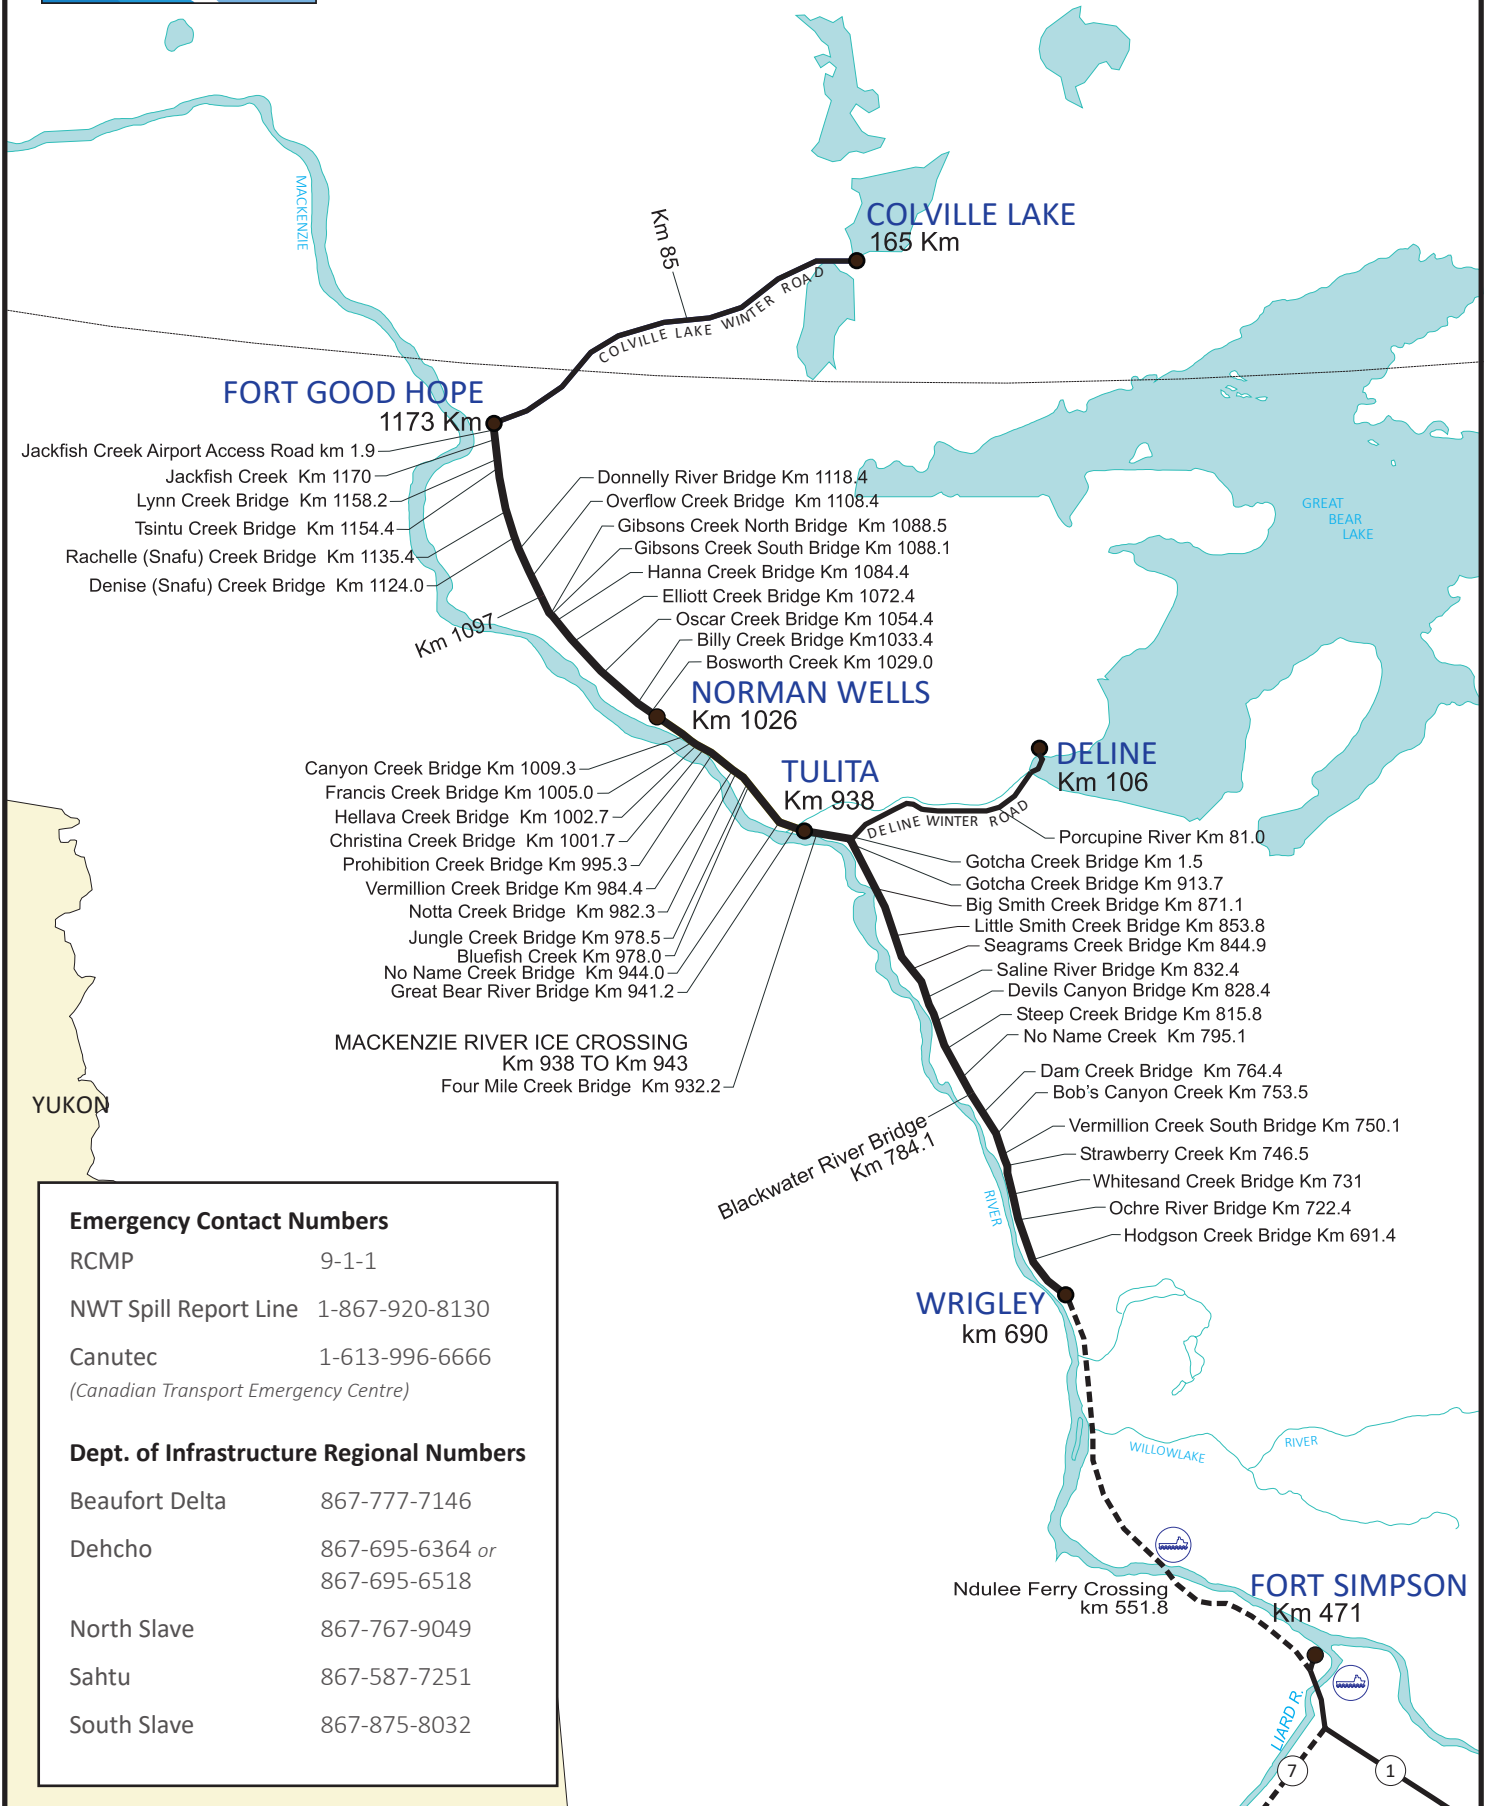 MACKENZIE
COLVILLE LAKE
165 Km
Km 85
COLVILLE LAKE WINTER ROAD
FORT GOOD HOPE
1173 Km
Jackfish Creek Airport Access Road km 1.9
Jackfish Creek Km 1170
Lynn Creek Bridge Km 1158.2
Tsintu Creek Bridge Km 1154.4
Rachelle (Snafu) Creek Bridge Km 1135.4
Denise (Snafu) Creek Bridge Km 1124.0
Km 1097
Donnelly River Bridge Km 1118.4
Overflow Creek Bridge Km 1108.4
Gibsons Creek North Bridge Km 1088.5
Gibsons Creek South Bridge Km 1088.1
Hanna Creek Bridge Km 1084.4
Elliott Creek Bridge Km 1072.4
Oscar Creek Bridge Km 1054.4
Billy Creek Bridge Km1033.4
Bosworth Creek Km 1029.0
GREAT
BEAR
LAKE
NORMAN WELLS
Km 1026
TULITA
Km 938
DELINE
Km 106
DELINE WINTER ROAD
Canyon Creek Bridge Km 1009.3
Francis Creek Bridge Km 1005.0
Hellava Creek Bridge Km 1002.7
Christina Creek Bridge Km 1001.7
Prohibition Creek Bridge Km 995.3
Vermillion Creek Bridge Km 984.4
Notta Creek Bridge Km 982.3
Jungle Creek Bridge Km 978.5
Bluefish Creek Km 978.0
No Name Creek Bridge Km 944.0
Great Bear River Bridge Km 941.2
MACKENZIE RIVER ICE CROSSING
Km 938 TO Km 943
Four Mile Creek Bridge Km 932.2
Porcupine River Km 81.0
Gotcha Creek Bridge Km 1.5
Gotcha Creek Bridge Km 913.7
Big Smith Creek Bridge Km 871.1
Little Smith Creek Bridge Km 853.8
Seagrams Creek Bridge Km 844.9
Saline River Bridge Km 832.4
Devils Canyon Bridge Km 828.4
Steep Creek Bridge Km 815.8
No Name Creek Km 795.1
Dam Creek Bridge Km 764.4
Bob's Canyon Creek Km 753.5
Vermillion Creek South Bridge Km 750.1
Strawberry Creek Km 746.5
Whitesand Creek Bridge Km 731
Ochre River Bridge Km 722.4
Hodgson Creek Bridge Km 691.4
Blackwater River Bridge
Km 784.1
RIVER
YUKON
WRIGLEY
km 690
WILLOWLAKE RIVER
Ndulee Ferry Crossing
km 551.8
FORT SIMPSON
Km 471
LIARD R.
7
1
Emergency Contact Numbers
RCMP 9-1-1
NWT Spill Report Line 1-867-920-8130
Canutec 1-613-996-6666
(Canadian Transport Emergency Centre)
Dept. of Infrastructure Regional Numbers
Beaufort Delta 867-777-7146
Dehcho 867-695-6364 or
867-695-6518
North Slave 867-767-9049
Sahtu 867-587-7251
South Slave 867-875-8032